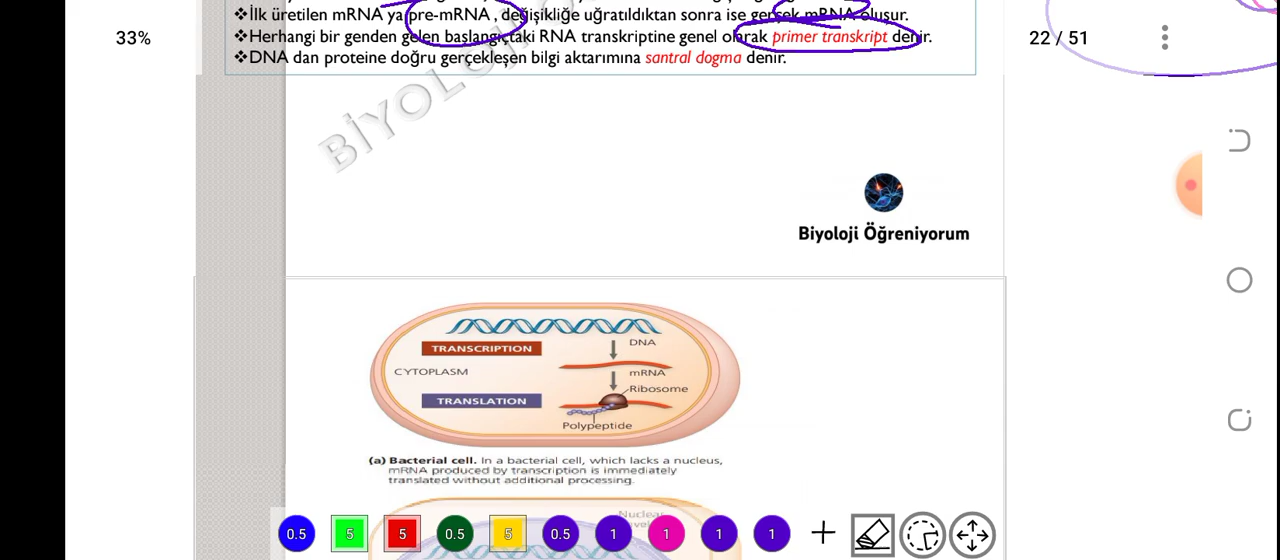 ❖İlk üretilen mRNA ya pre-mRNA , değişikliğe uğratıldıktan sonra ise gerçek mRNA oluşur.
33%
❖Herhangi bir genden gelen başlangıçtaki RNA transkriptine genel olarak primer transkript denir.
22 / 51
❖DNA dan proteine doğru gerçekleşen bilgi aktarımına santral dogma denir.
BİYOLOJİ
Biyoloji Öğreniyorum
DNA
TRANSCRIPTION
CYTOPLASM
mRNA
Ribosome
TRANSLATION
Polypeptide
(a) Bacterial cell. In a bacterial cell, which lacks a nucleus,
mRNA produced by transcription is immediately
translated without additional processing.
Nuclear
0.5 5 5 0.5 5 0.5 1 1 1 1